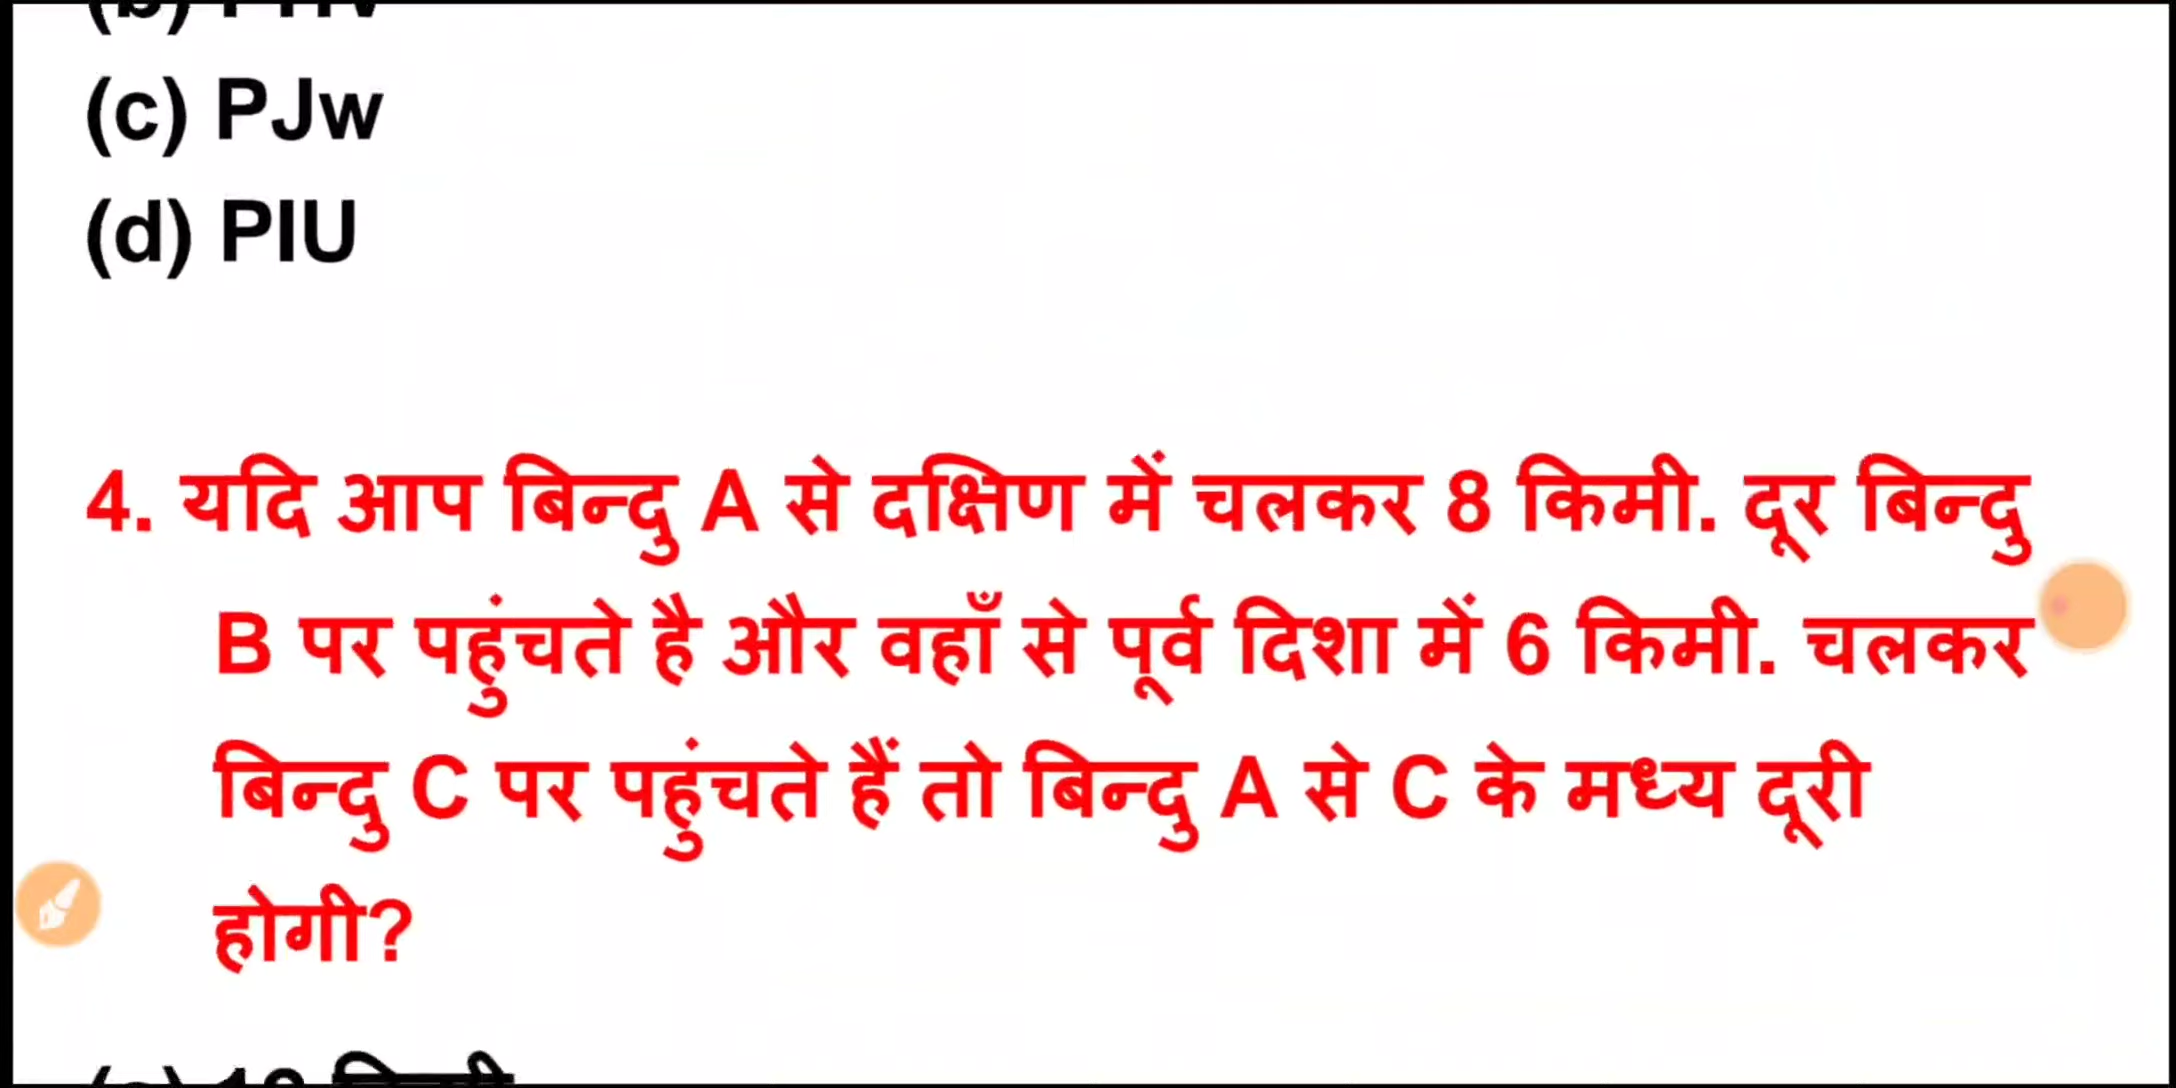 (c) PJw
(d) PIU
4. यदि आप बिन्दु A से दक्षिण में चलकर 8 किमी. दूर बिन्दु
B पर पहुंचते है और वहाँ से पूर्व दिशा में 6 किमी. चलकर
बिन्दु C पर पहुंचते हैं तो बिन्दु A से C के मध्य दूरी
होगी?